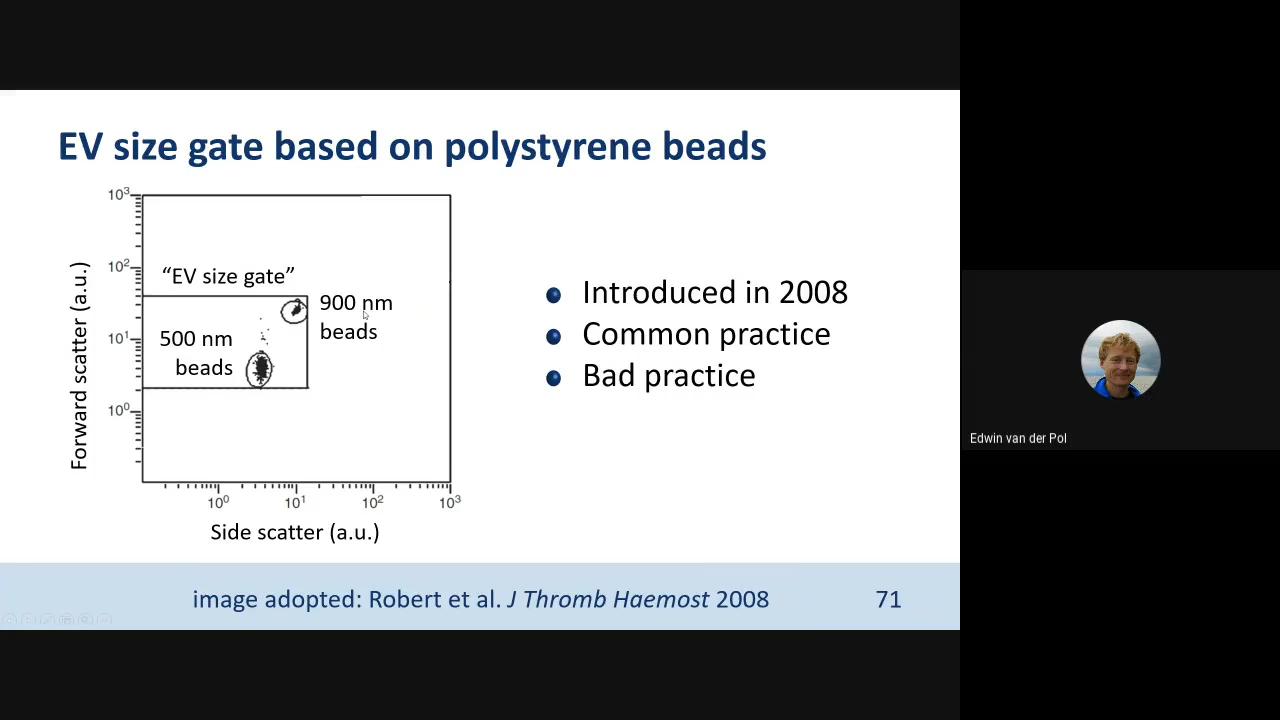 EV size gate based on polystyrene beads
10³
10²
10¹
10⁰
Forward scatter (a.u.)
“EV size gate”
900 nm
beads
500 nm
beads
10⁰ 10¹ 10² 10³
Side scatter (a.u.)
Introduced in 2008
Common practice
Bad practice
image adopted: Robert et al. J Thromb Haemost 2008
71
Edwin van der Pol